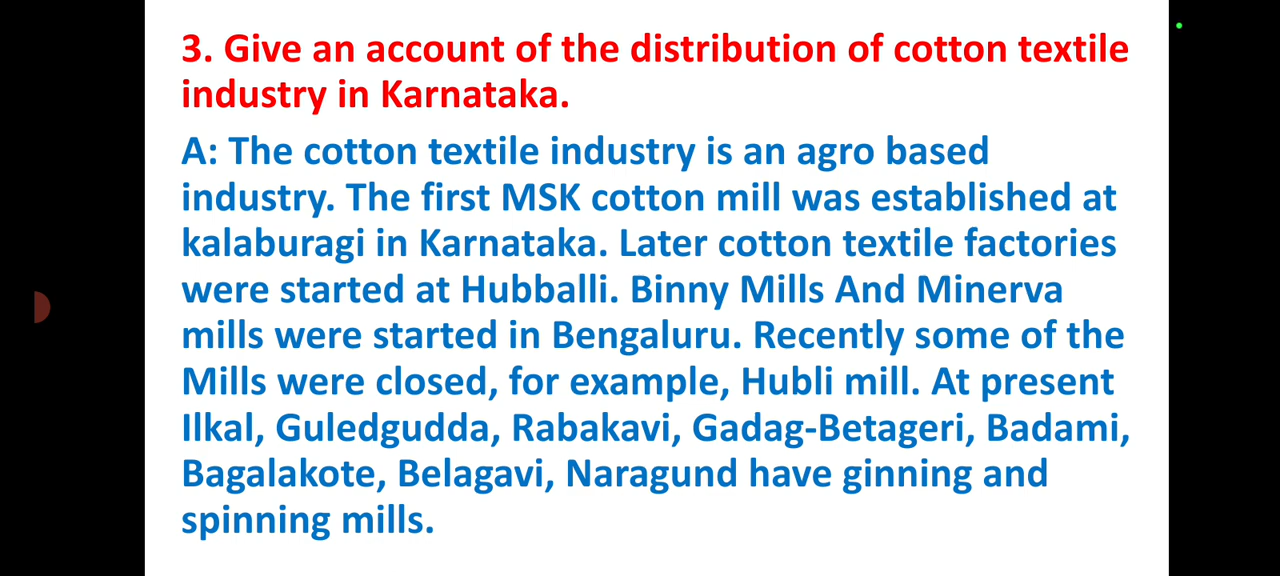 3. Give an account of the distribution of cotton textile
industry in Karnataka.
A: The cotton textile industry is an agro based
industry. The first MSK cotton mill was established at
kalaburagi in Karnataka. Later cotton textile factories
were started at Hubballi. Binny Mills And Minerva
mills were started in Bengaluru. Recently some of the
Mills were closed, for example, Hubli mill. At present
Ilkal, Guledgudda, Rabakavi, Gadag-Betageri, Badami,
Bagalakote, Belagavi, Naragund have ginning and
spinning mills.